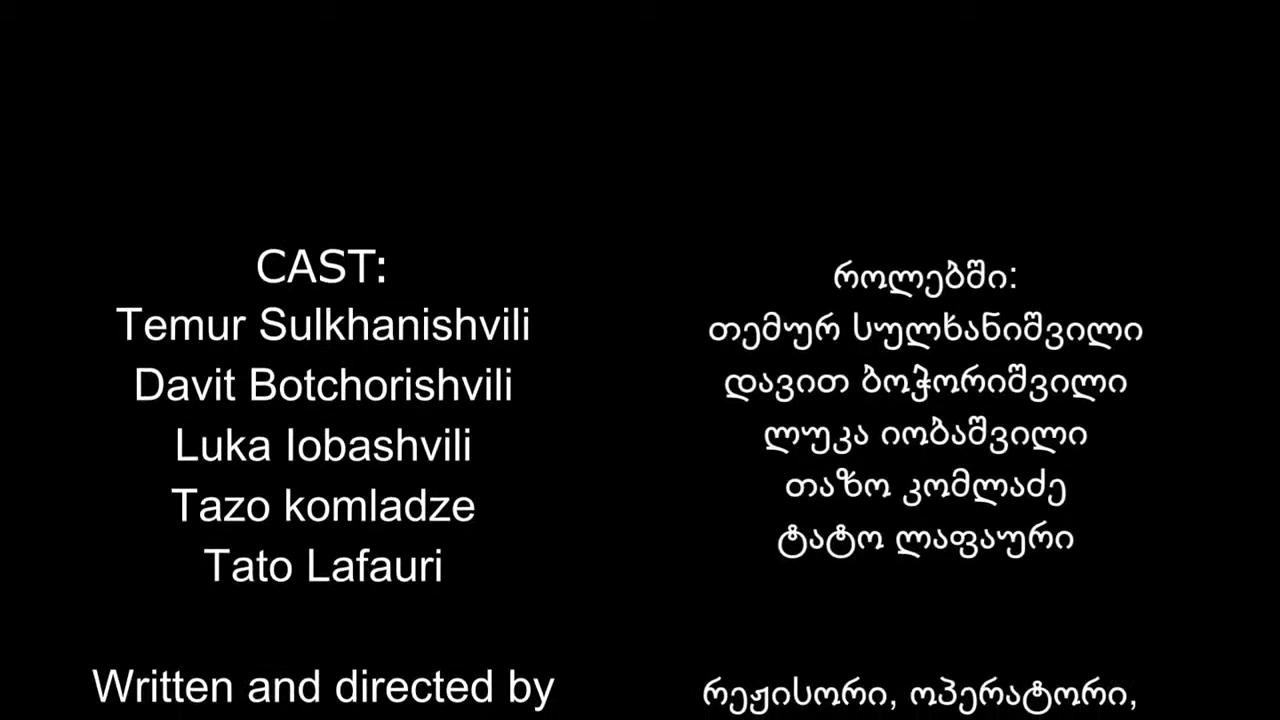 CAST:
Temur Sulkhanishvili
Davit Botchorishvili
Luka Iobashvili
Tazo komladze
Tato Lafauri
Written and directed by
როლებში:
თემურ სულხანიშვილი
დავით ბოჭორიშვილი
ლუკა იობაშვილი
თაზო კომლაძე
ტატო ლაფაური
რეჟისორი, ოპერატორი,